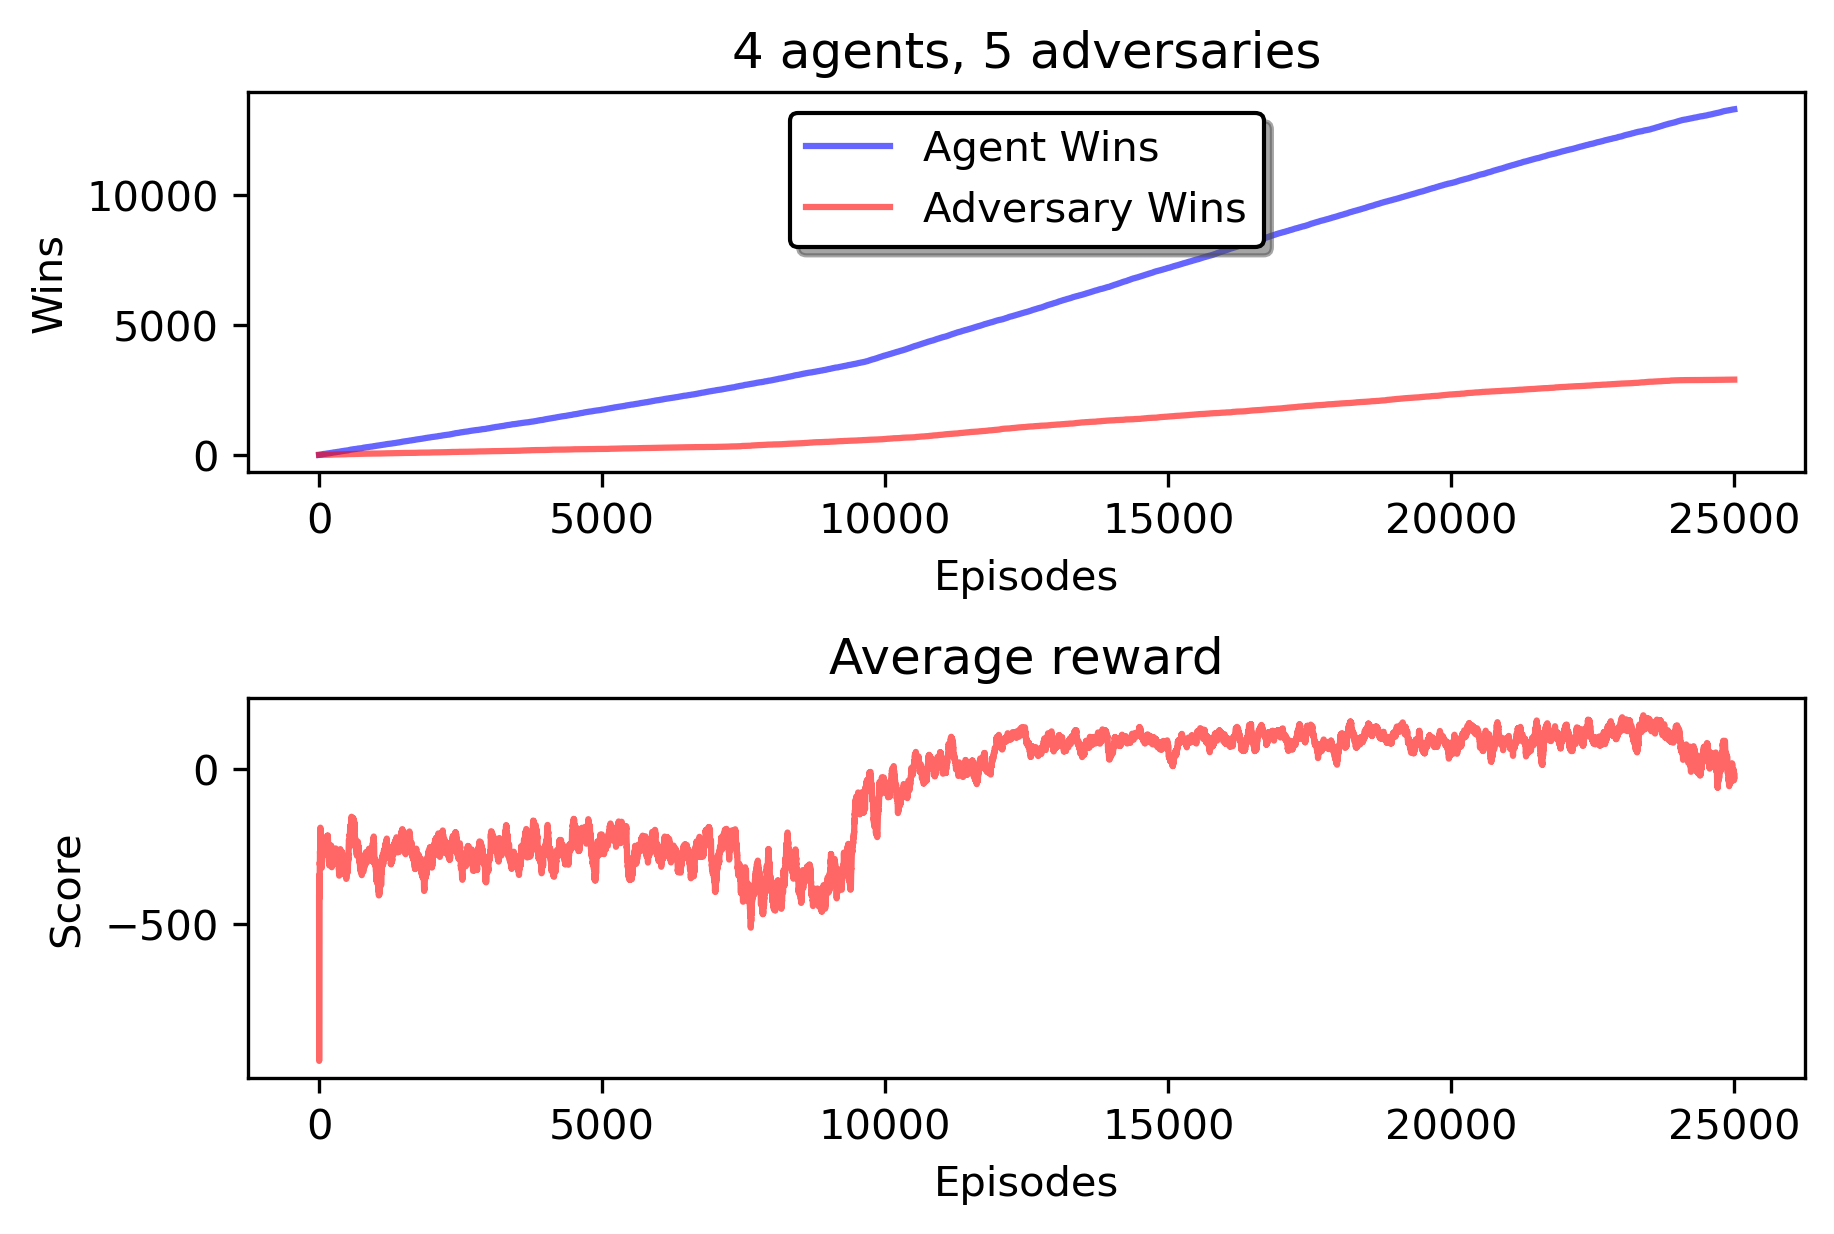 4 agents, 5 adversaries
Agent Wins
Adversary Wins
Wins
10000
5000
0
0 5000 10000 15000 20000 25000
Episodes
Average reward
Score
0
−500
0 5000 10000 15000 20000 25000
Episodes